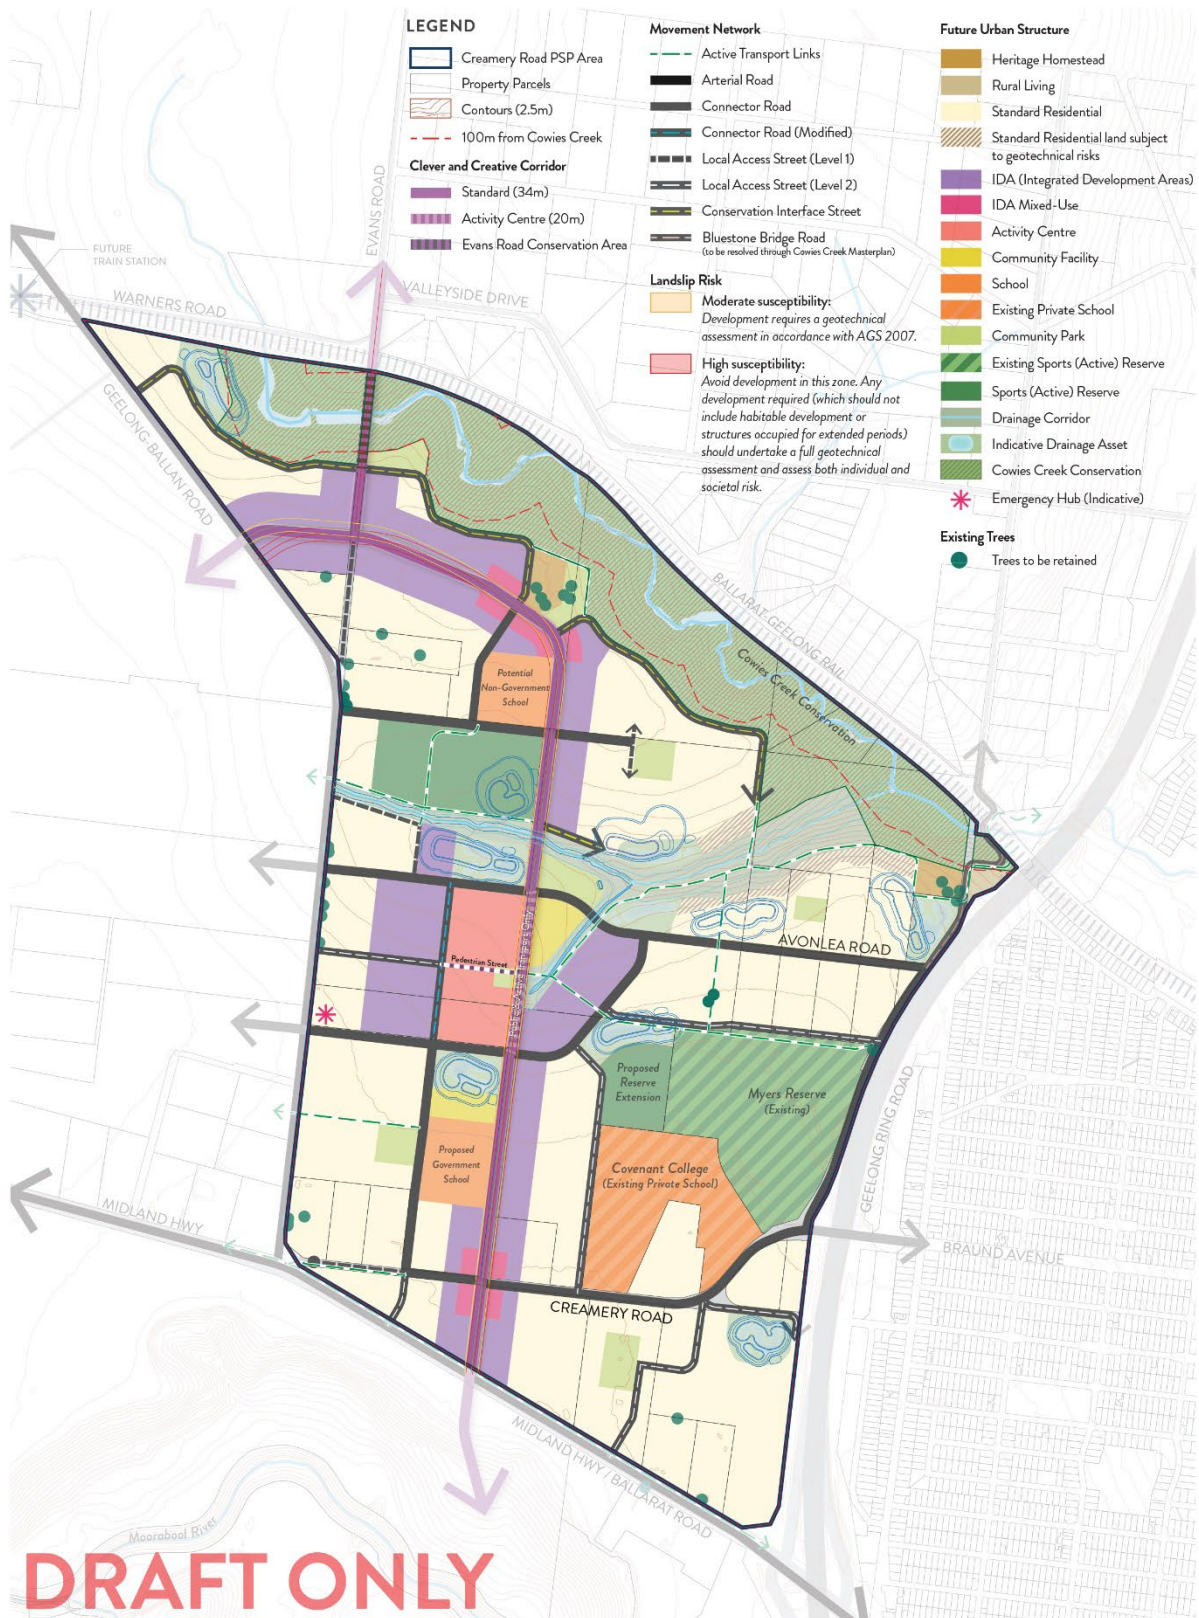 LEGEND
Creamery Road PSP Area
Property Parcels
Contours (2.5m)
100m from Cowies Creek
Clever and Creative Corridor
Standard (34m)
Activity Centre (20m)
Evans Road Conservation Area
Movement Network
Active Transport Links
Arterial Road
Connector Road
Connector Road (Modified)
Local Access Street (Level 1)
Local Access Street (Level 2)
Conservation Interface Street
Bluestone Bridge Road
(to be resolved through Cowies Creek Masterplan)
Landslip Risk
Moderate susceptibility:
Development requires a geotechnical
assessment in accordance with AGS 2007.
High susceptibility:
Avoid development in this zone. Any
development required (which should not
include habitable development or
structures occupied for extended periods)
should undertake a full geotechnical
assessment and assess both individual and
societal risk.
Future Urban Structure
Heritage Homestead
Rural Living
Standard Residential
Standard Residential land subject
to geotechnical risks
IDA (Integrated Development Areas)
IDA Mixed-Use
Activity Centre
Community Facility
School
Existing Private School
Community Park
Existing Sports (Active) Reserve
Sports (Active) Reserve
Drainage Corridor
Indicative Drainage Asset
Cowies Creek Conservation
Emergency Hub (Indicative)
Existing Trees
Trees to be retained
EVANS ROAD
FUTURE
TRAIN STATION
WARNERS ROAD
VALLEYSIDE DRIVE
GEELONG-BALLAN ROAD
BALLARAT-GEELONG RAIL
Cowies Creek Conservation
Potential
Non-Government
School
AVONLEA ROAD
Pedestrian Street
Proposed
Reserve
Extension
Myers Reserve
(Existing)
GEELONG RING ROAD
Proposed
Government
School
Covenant College
(Existing Private School)
MIDLAND HWY
BRAUND AVENUE
CREAMERY ROAD
MIDLAND HWY / BALLARAT ROAD
Moorabool River
DRAFT ONLY